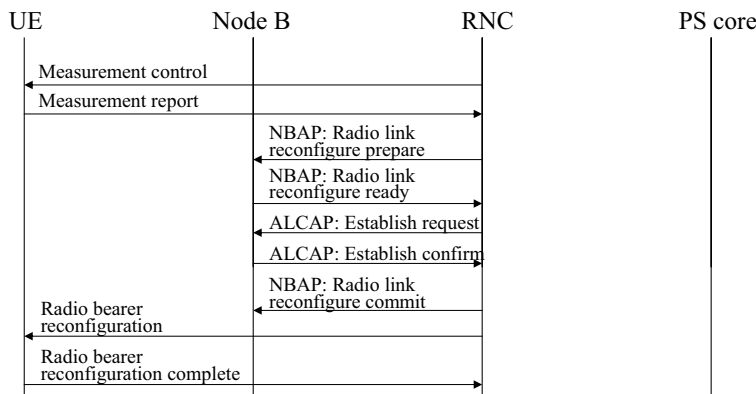 UE Node B RNC PS core
Measurement control
Measurement report
NBAP: Radio link
reconfigure prepare
NBAP: Radio link
reconfigure ready
ALCAP: Establish request
ALCAP: Establish confirm
NBAP: Radio link
reconfigure commit
Radio bearer
reconfiguration
Radio bearer
reconfiguration complete